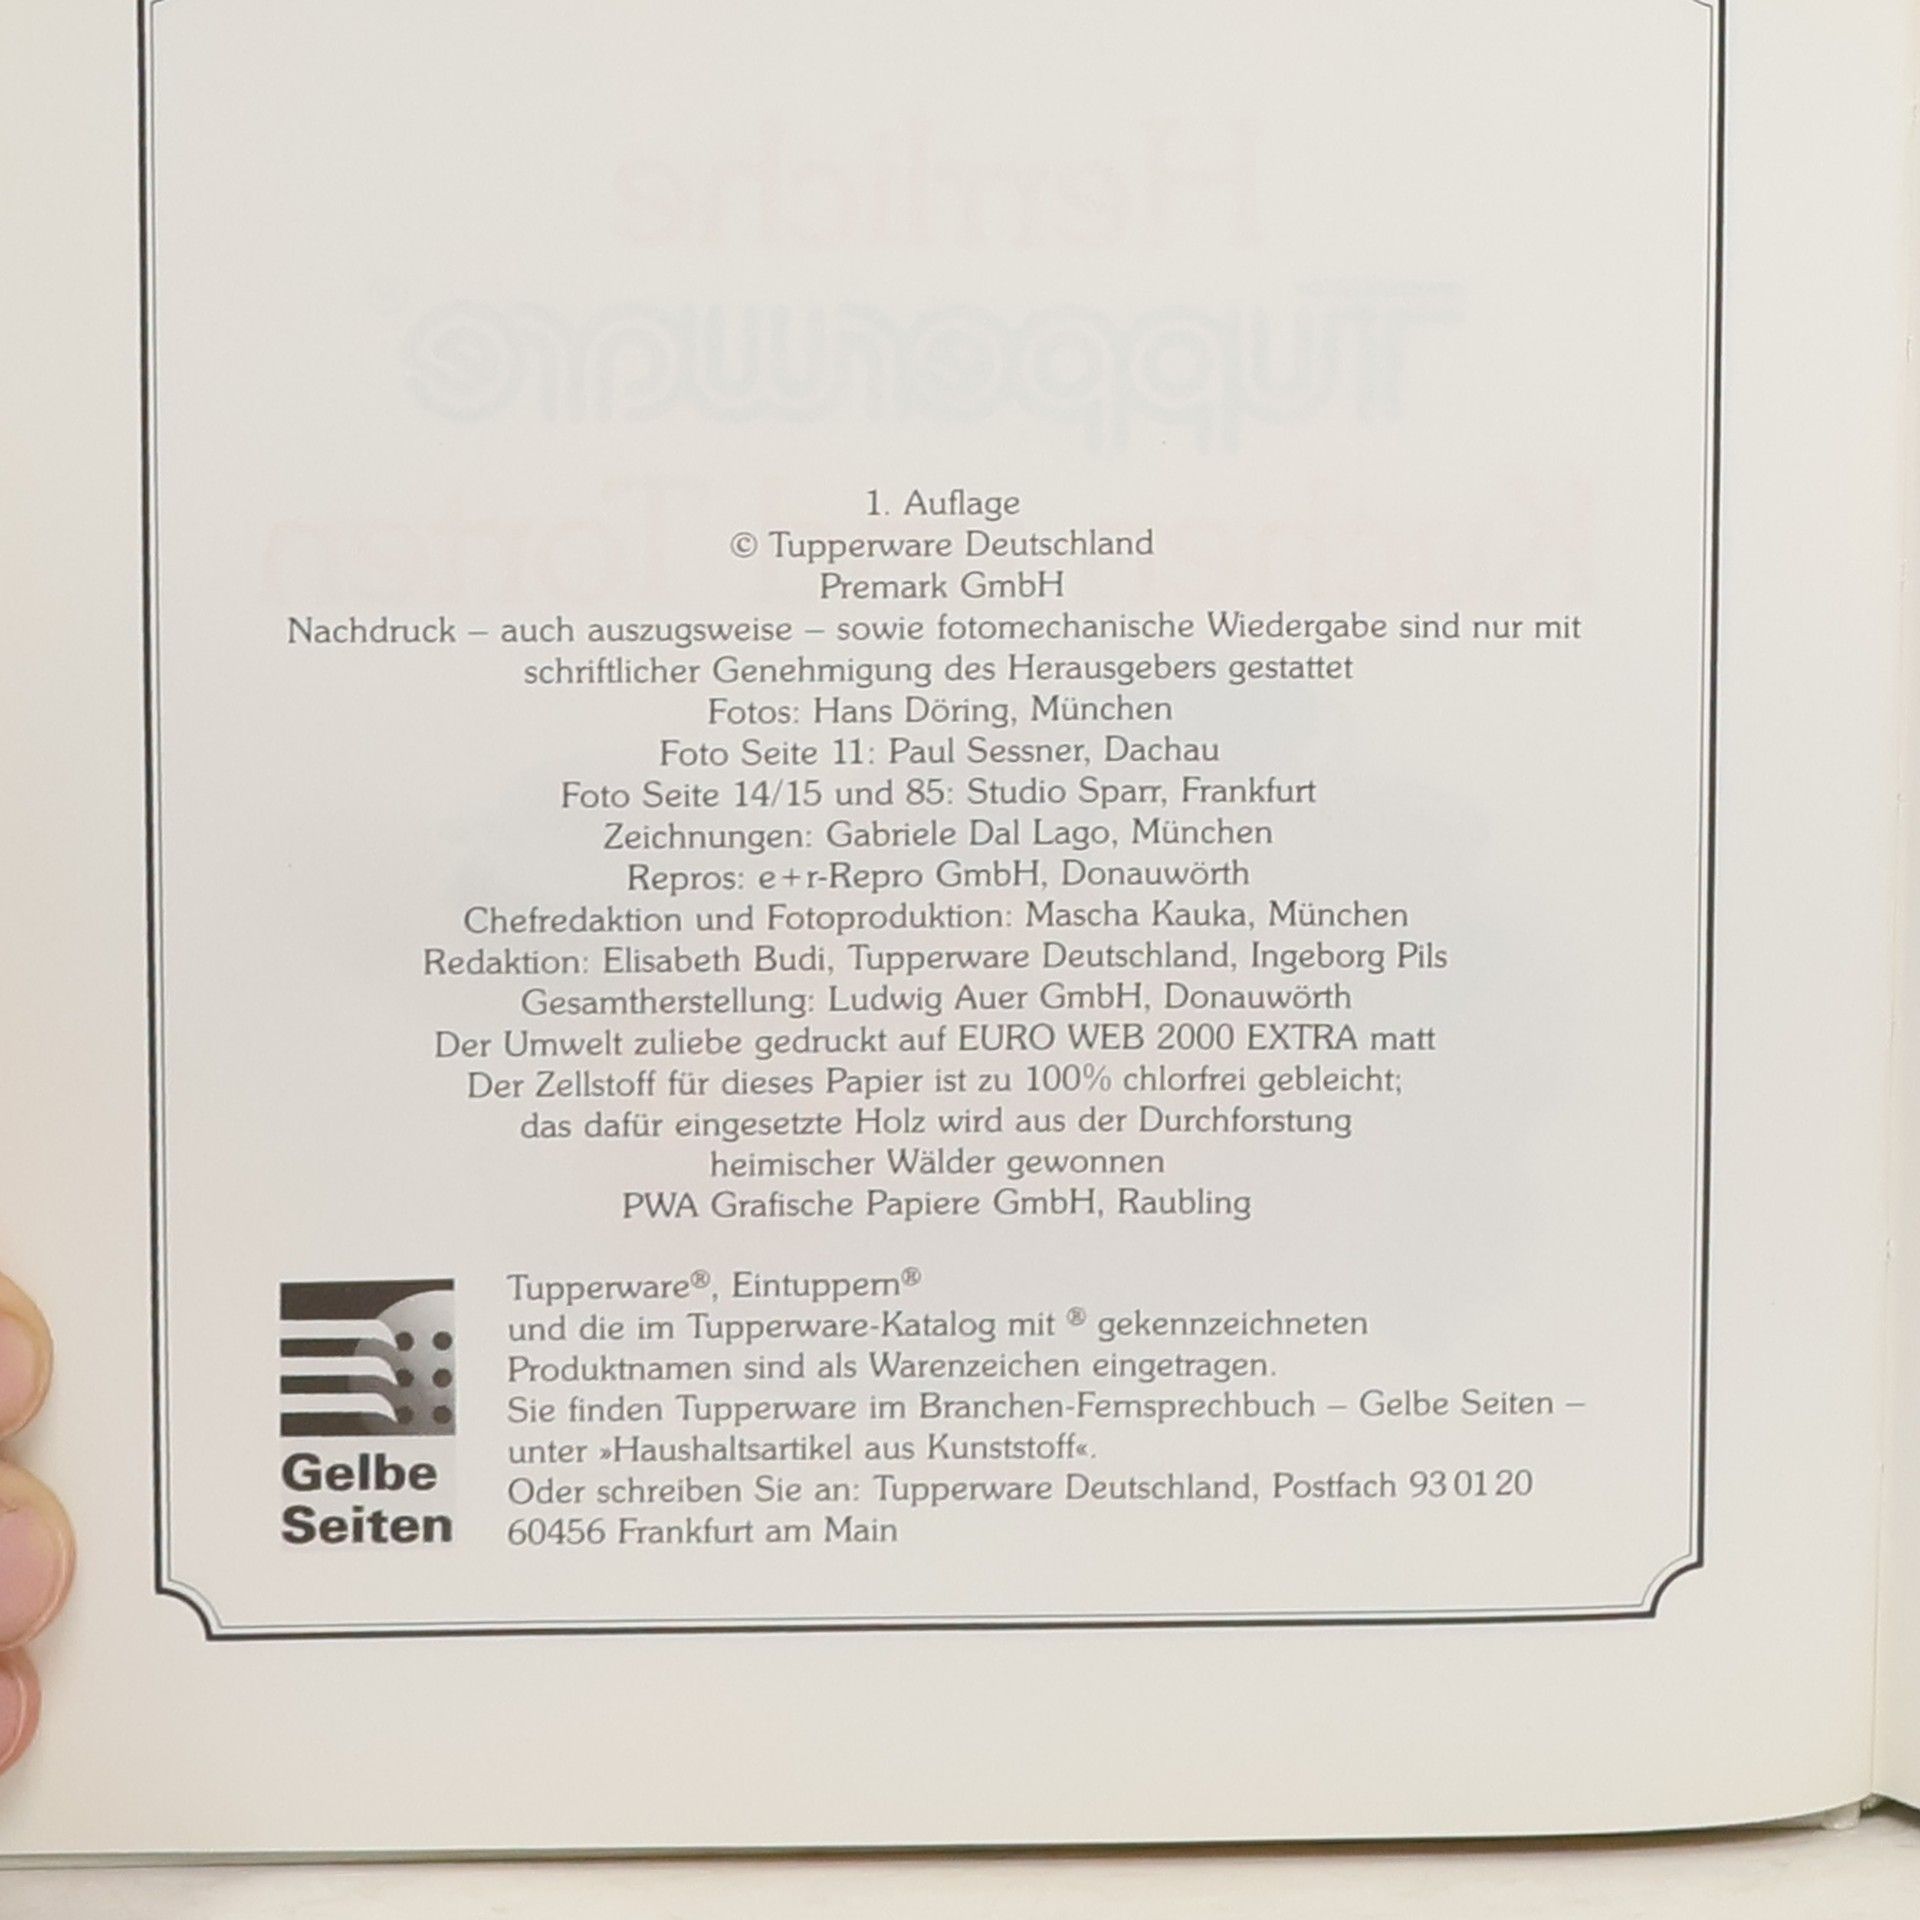 1. Auflage
© Tupperware Deutschland
Premark GmbH
Nachdruck – auch auszugsweise – sowie fotomechanische Wiedergabe sind nur mit
schriftlicher Genehmigung des Herausgebers gestattet
Fotos: Hans Döring, München
Foto Seite 11: Paul Sessner, Dachau
Foto Seite 14/15 und 85: Studio Sparr, Frankfurt
Zeichnungen: Gabriele Dal Lago, München
Repros: e+r-Repro GmbH, Donauwörth
Chefredaktion und Fotoproduktion: Mascha Kauka, München
Redaktion: Elisabeth Budi, Tupperware Deutschland, Ingeborg Pils
Gesamtherstellung: Ludwig Auer GmbH, Donauwörth
Der Umwelt zuliebe gedruckt auf EURO WEB 2000 EXTRA matt
Der Zellstoff für dieses Papier ist zu 100% chlorfrei gebleicht;
das dafür eingesetzte Holz wird aus der Durchforstung
heimischer Wälder gewonnen
PWA Grafische Papiere GmbH, Raubling
Gelbe
Seiten
Tupperware®, Eintuppern®
und die im Tupperware-Katalog mit ® gekennzeichneten
Produktnamen sind als Warenzeichen eingetragen.
Sie finden Tupperware im Branchen-Fernsprechbuch – Gelbe Seiten –
unter »Haushaltsartikel aus Kunststoff«.
Oder schreiben Sie an: Tupperware Deutschland, Postfach 93 01 20
60456 Frankfurt am Main